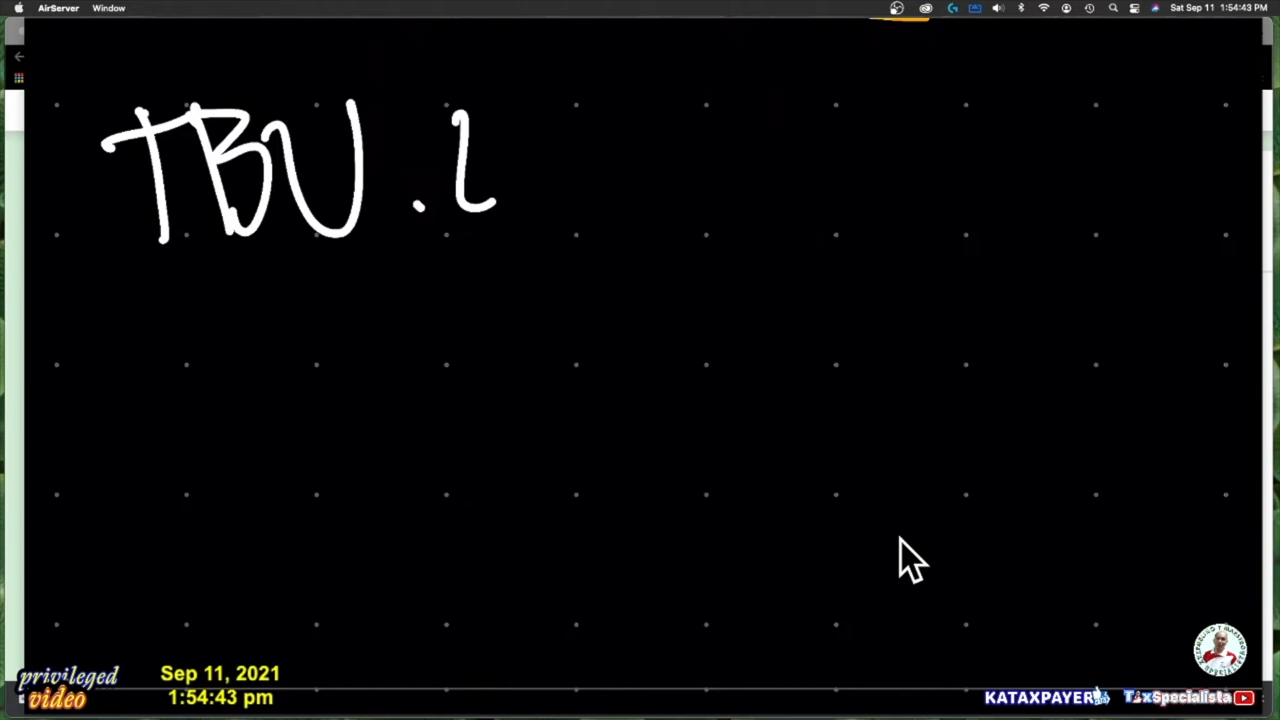 AirServer Window Sat Sep 11 1:54:43 PM
TBU . L
privileged
video
Sep 11, 2021
1:54:43 pm
KATAXPAYER
TaxSpecialista